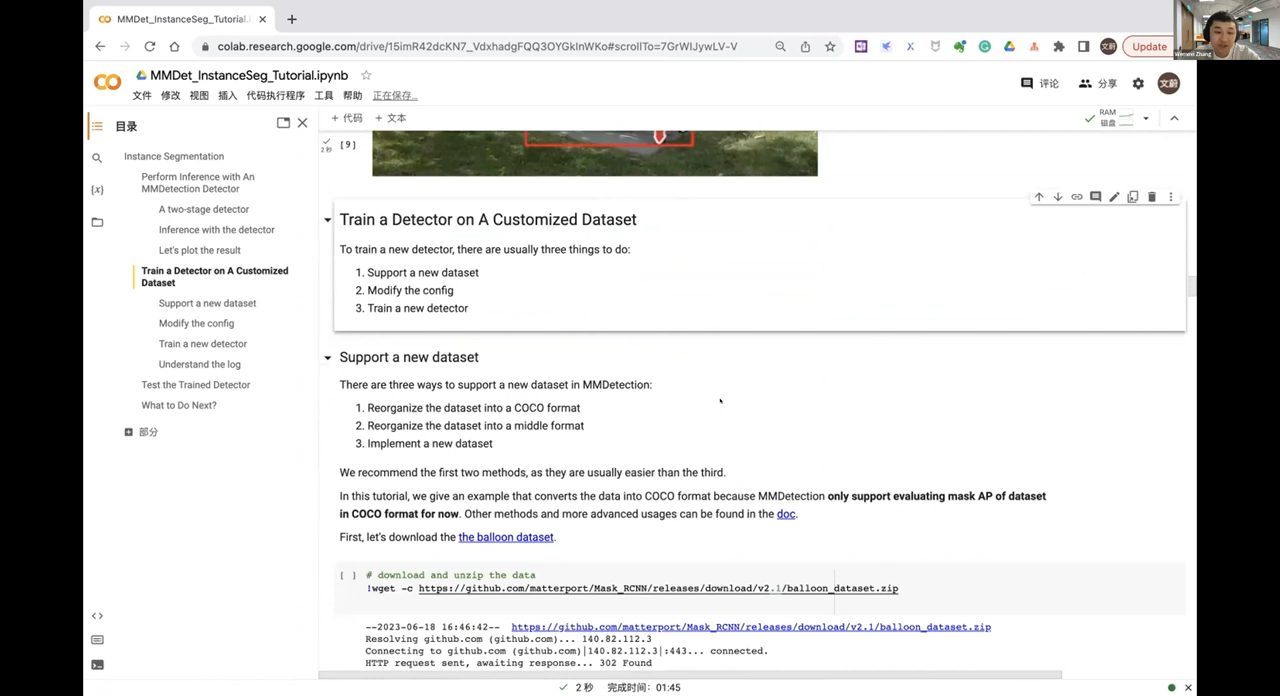 MMDet_InstanceSeg_Tutorial.i
colab.research.google.com/drive/15imR42dcKN7_VdxhadgFQQ3OYGkInWKo#scrollTo=7GrWIJywLV-V
文蔚
Update
Wenwei Zhang
MMDet_InstanceSeg_Tutorial.ipynb
文件 修改 视图 插入 代码执行程序 工具 帮助 正在保存...
评论 分享 文蔚
目录
+ 代码 + 文本
RAM
磁盘
Instance Segmentation
Perform Inference with An
MMDetection Detector
A two-stage detector
Inference with the detector
Let's plot the result
Train a Detector on A Customized
Dataset
Support a new dataset
Modify the config
Train a new detector
Understand the log
Test the Trained Detector
What to Do Next?
部分
{x}
[9]
2 秒
Train a Detector on A Customized Dataset
To train a new detector, there are usually three things to do:
1. Support a new dataset
2. Modify the config
3. Train a new detector
Support a new dataset
There are three ways to support a new dataset in MMDetection:
1. Reorganize the dataset into a COCO format
2. Reorganize the dataset into a middle format
3. Implement a new dataset
We recommend the first two methods, as they are usually easier than the third.
In this tutorial, we give an example that converts the data into COCO format because MMDetection only support evaluating mask AP of dataset
in COCO format for now. Other methods and more advanced usages can be found in the doc.
First, let's download the the balloon dataset.
[ ] # download and unzip the data
!wget -c https://github.com/matterport/Mask_RCNN/releases/download/v2.1/balloon_dataset.zip
--2023-06-18 16:46:42-- https://github.com/matterport/Mask_RCNN/releases/download/v2.1/balloon_dataset.zip
Resolving github.com (github.com)... 140.82.112.3
Connecting to github.com (github.com)|140.82.112.3|:443... connected.
HTTP request sent, awaiting response... 302 Found
2 秒 完成时间：01:45